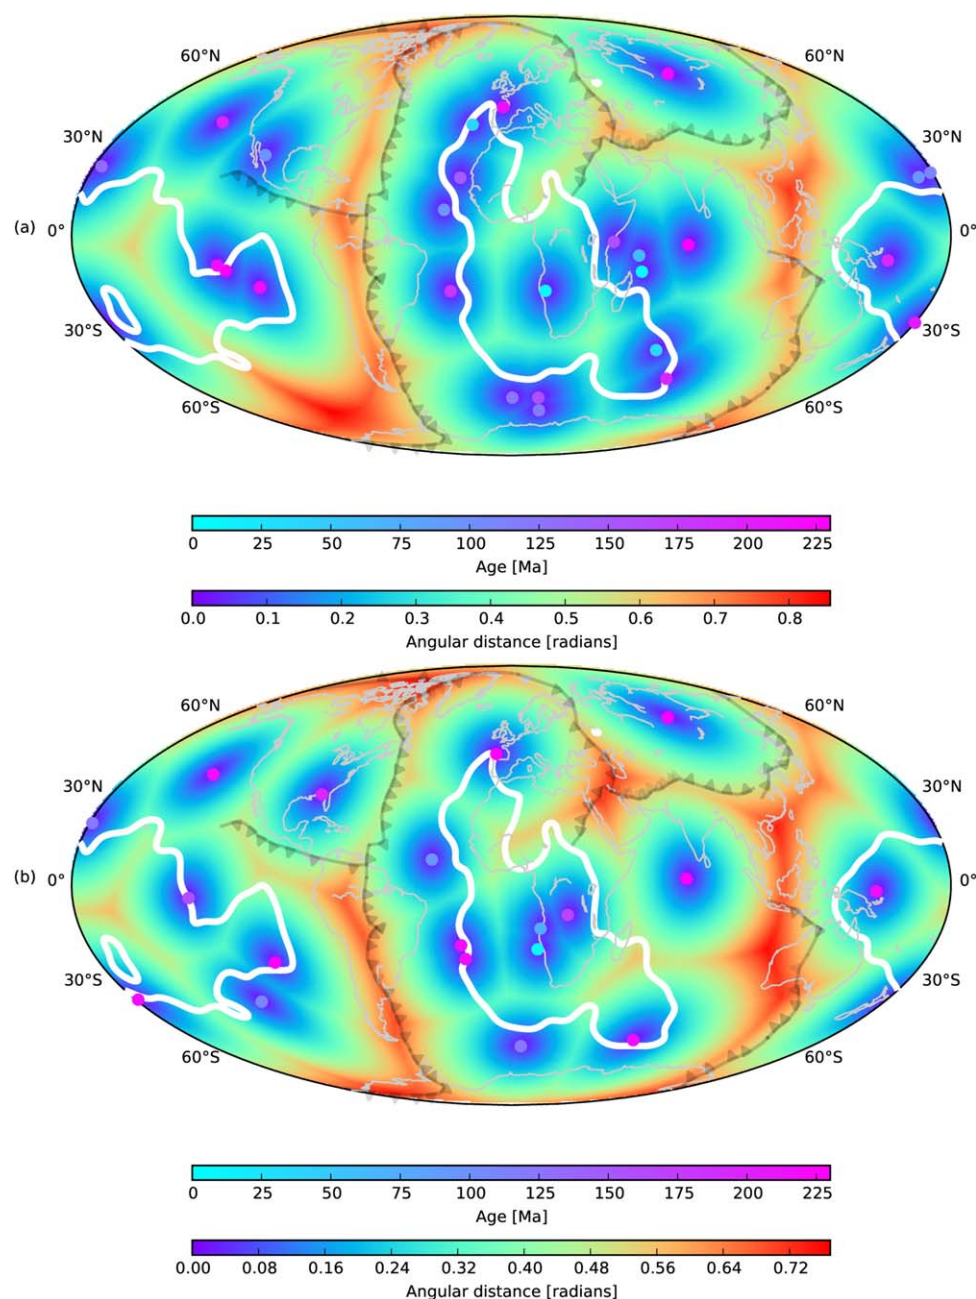 60°N 60°N
30°N 30°N
(a) 0° 0°
30°S 30°S
60°S 60°S
0 25 50 75 100 125 150 175 200 225
Age [Ma]
0.0 0.1 0.2 0.3 0.4 0.5 0.6 0.7 0.8
Angular distance [radians]
60°N 60°N
30°N 30°N
(b) 0° 0°
30°S 30°S
60°S 60°S
0 25 50 75 100 125 150 175 200 225
Age [Ma]
0.00 0.08 0.16 0.24 0.32 0.40 0.48 0.56 0.64 0.72
Angular distance [radians]